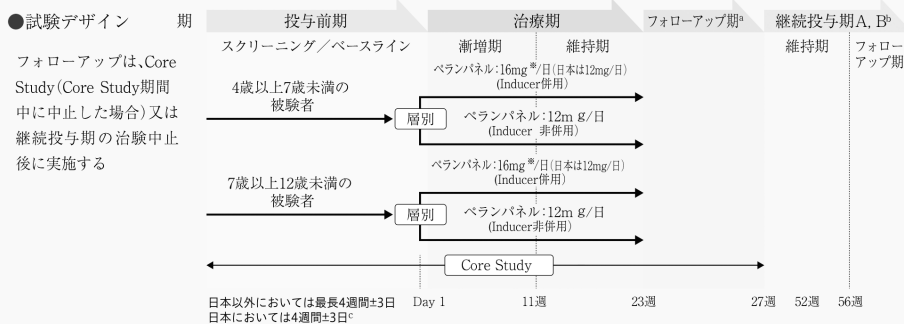 ●試験デザイン
フォローアップは、Core
Study(Core Study期間
中に中止した場合)又は
継続投与期の治験中止
後に実施する
期
投与前期
治療期
フォローアップ期a
継続投与期A, Bb
スクリーニング／ベースライン
漸増期
維持期
維持期
フォロー
アップ期
4歳以上7歳未満の
被験者
層別
ペランパネル：16mg※/日(日本は12mg/日)
(Inducer併用)
ペランパネル：12mg/日
(Inducer 非併用)
7歳以上12歳未満の
被験者
層別
ペランパネル：16mg※/日(日本は12mg/日)
(Inducer併用)
ペランパネル：12mg/日
(Inducer非併用)
Core Study
日本以外においては最長4週間±3日
日本においては4週間±3日c
Day 1
11週
23週
27週
52週
56週